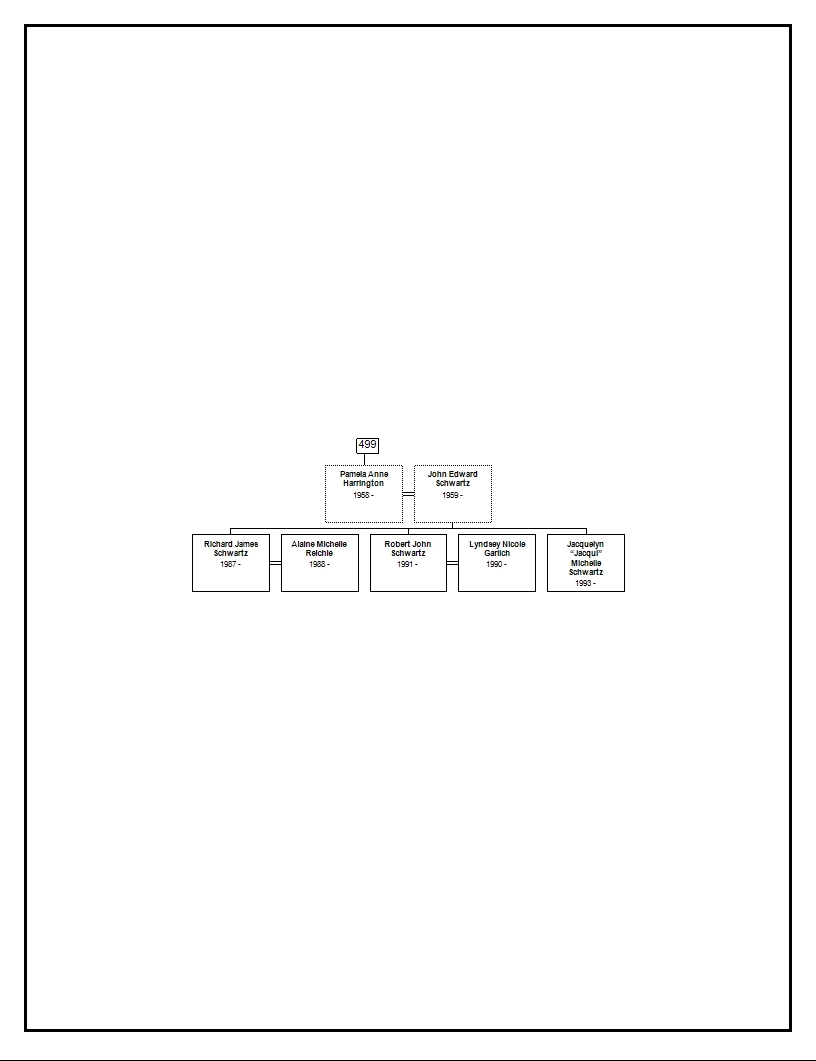 499
Pamela Anne
Harrington
1958 -
John Edward
Schwartz
1959 -
Richard James
Schwartz
1987 -
Alaine Michelle
Reichle
1988 -
Robert John
Schwartz
1991 -
Lyndsey Nicole
Garlich
1990 -
Jacquelyn
“Jacqui”
Michelle
Schwartz
1993 -